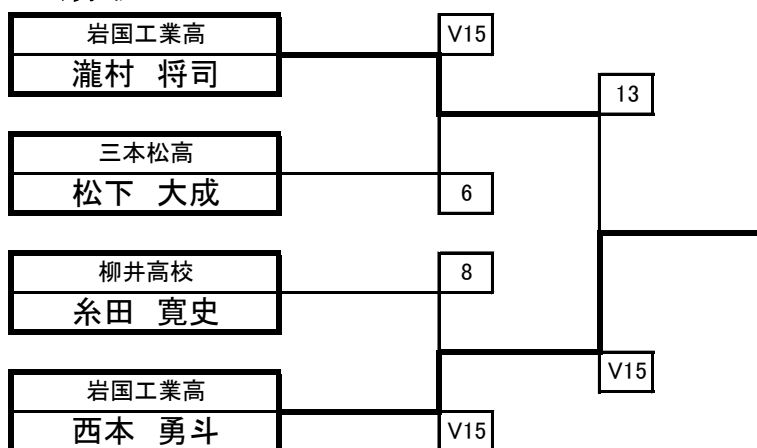 岩国工業高
V15
瀧村 将司
13
三本松高
松下 大成
6
柳井高校
8
糸田 寛史
V15
岩国工業高
西本 勇斗
V15